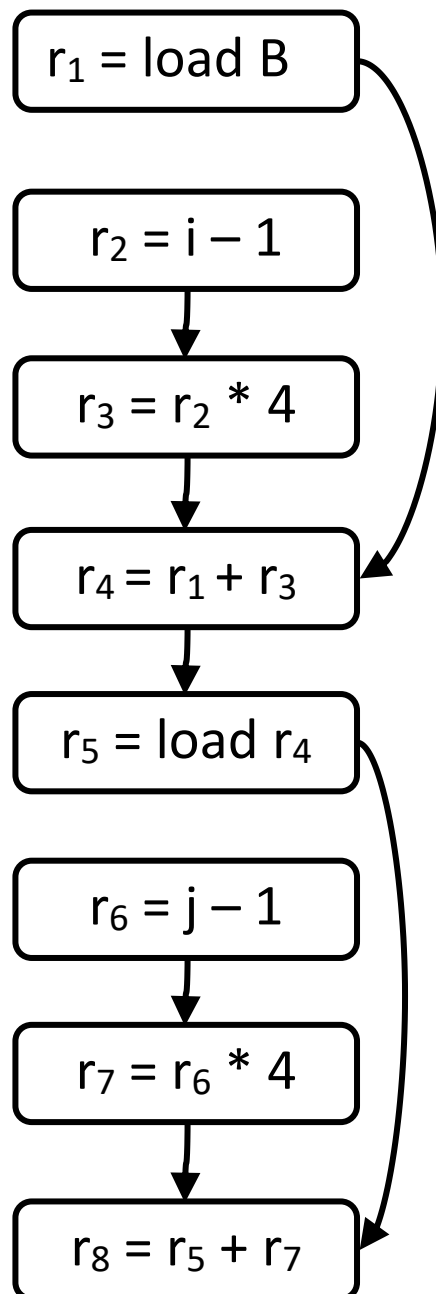 r₁ = load B
r₂ = i – 1
r₃ = r₂ * 4
r₄ = r₁ + r₃
r₅ = load r₄
r₆ = j – 1
r₇ = r₆ * 4
r₈ = r₅ + r₇